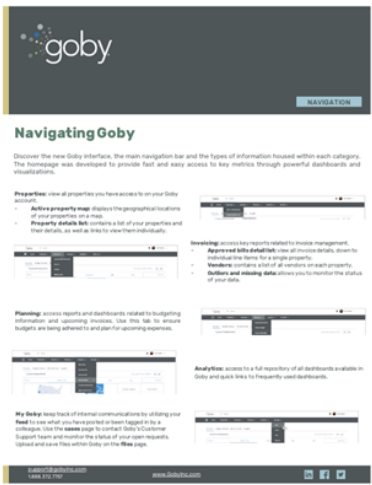 goby
NAVIGATION
Navigating Goby
Discover the new Goby interface, the main navigation bar and the types of information housed within each category.
The homepage was developed to provide fast and easy access to key metrics through powerful dashboards and
visualizations.
Properties: view all properties you have access to on your Goby
account.
- Active property map: displays the geographical locations
of your properties on a map.
- Property details list: contains a list of your properties and
their details, as well as links to view them individually.
Invoicing: access key reports related to invoice management.
• Approved bills detail list: view all invoice details, down to
individual line items for a single property.
• Vendors: contains a list of all vendors on each property.
• Outliers and missing data: allows you to monitor the status
of your data.
Planning: access reports and dashboards related to budgeting
information and upcoming invoices. Use this tab to ensure
budgets are being adhered to and plan for upcoming expenses.
Analytics: access to a full repository of all dashboards available in
Goby and quick links to frequently used dashboards.
My Goby: keep track of internal communications by utilizing your
feed to see what you have posted or been tagged in by a
colleague. Use the cases page to contact Goby's Customer
Support team and monitor the status of your open requests.
Upload and save files within Goby on the files page.
support@gobyinc.com
www.Gobyinc.com